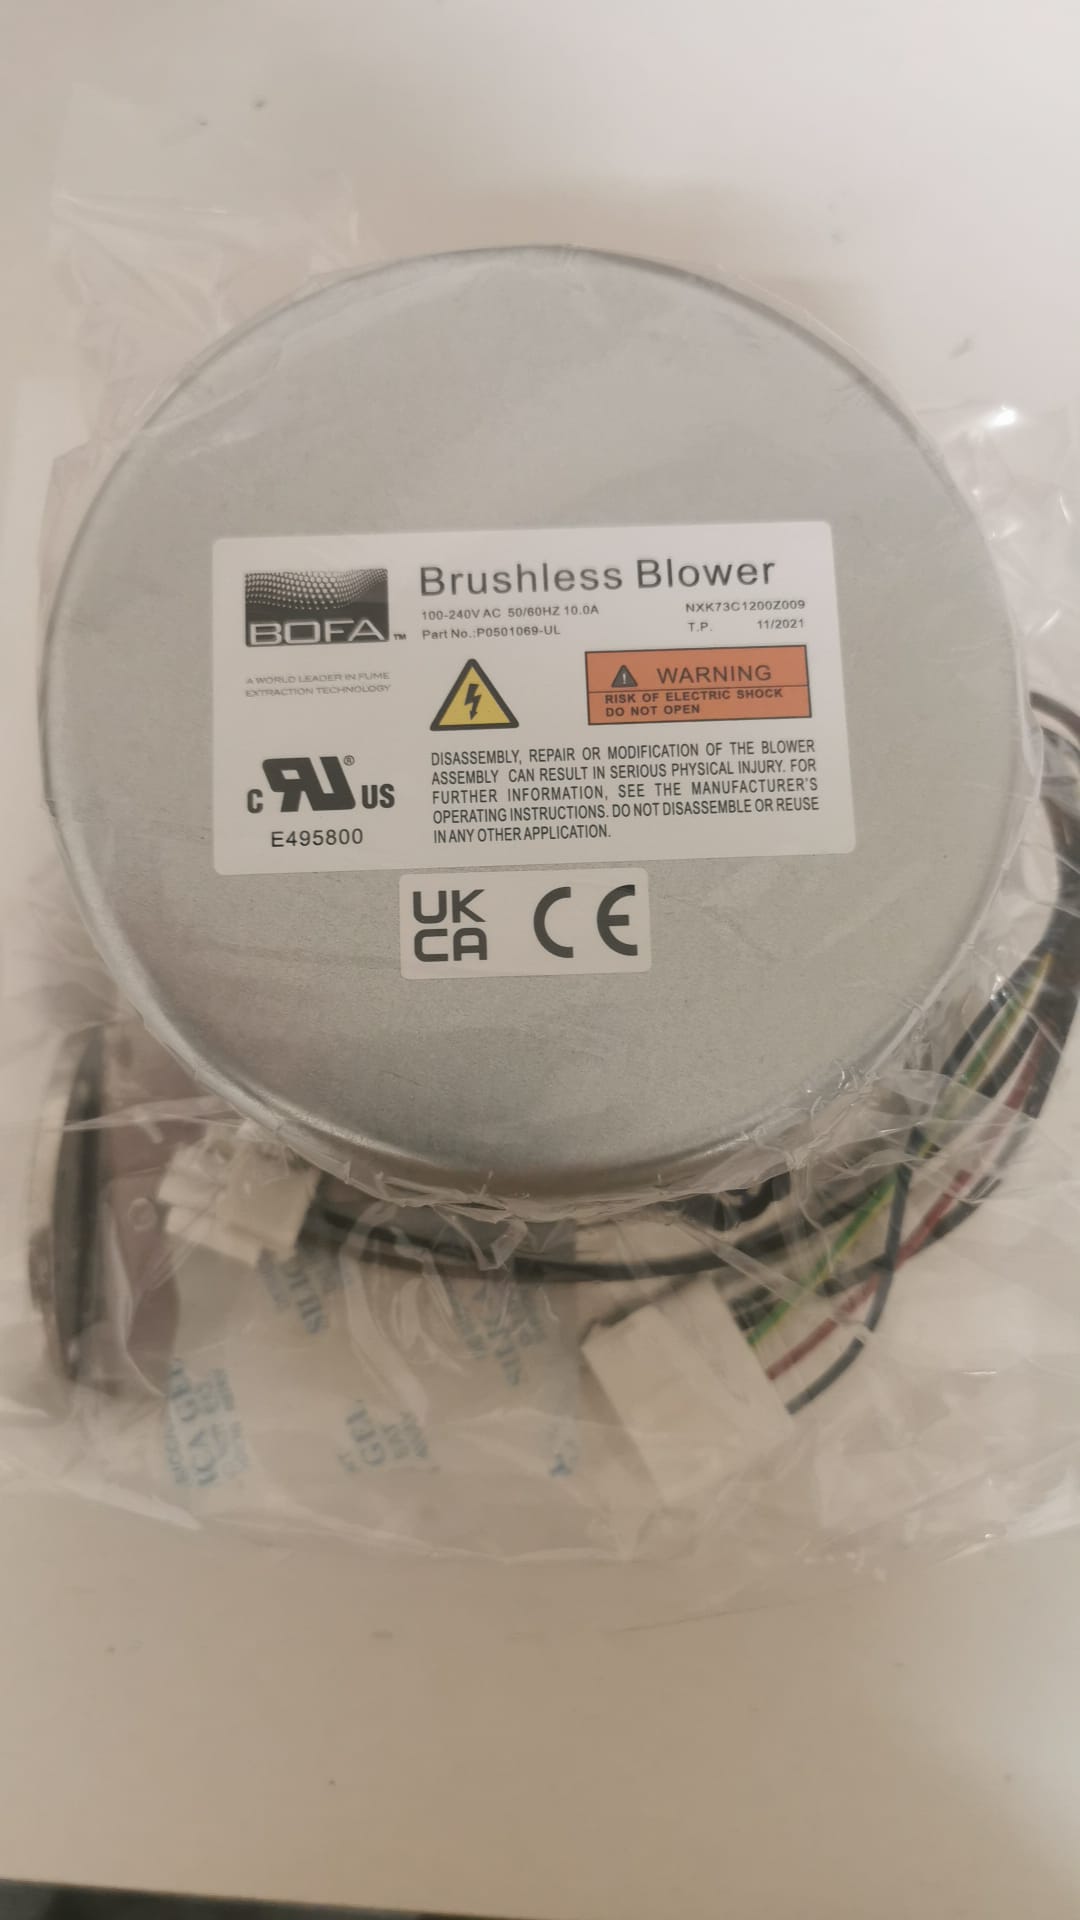 BOFA™
A WORLD LEADER IN FUME
EXTRACTION TECHNOLOGY
Brushless Blower
100-240V AC 50/60HZ 10.0A
NXK73C1200Z009
Part No.:P0501069-UL
T.P. 11/2021
WARNING
RISK OF ELECTRIC SHOCK
DO NOT OPEN
DISASSEMBLY, REPAIR OR MODIFICATION OF THE BLOWER
ASSEMBLY CAN RESULT IN SERIOUS PHYSICAL INJURY. FOR
FURTHER INFORMATION, SEE THE MANUFACTURER'S
OPERATING INSTRUCTIONS. DO NOT DISASSEMBLE OR REUSE
IN ANY OTHER APPLICATION.
c RU® US
E495800
UK
CA
CE